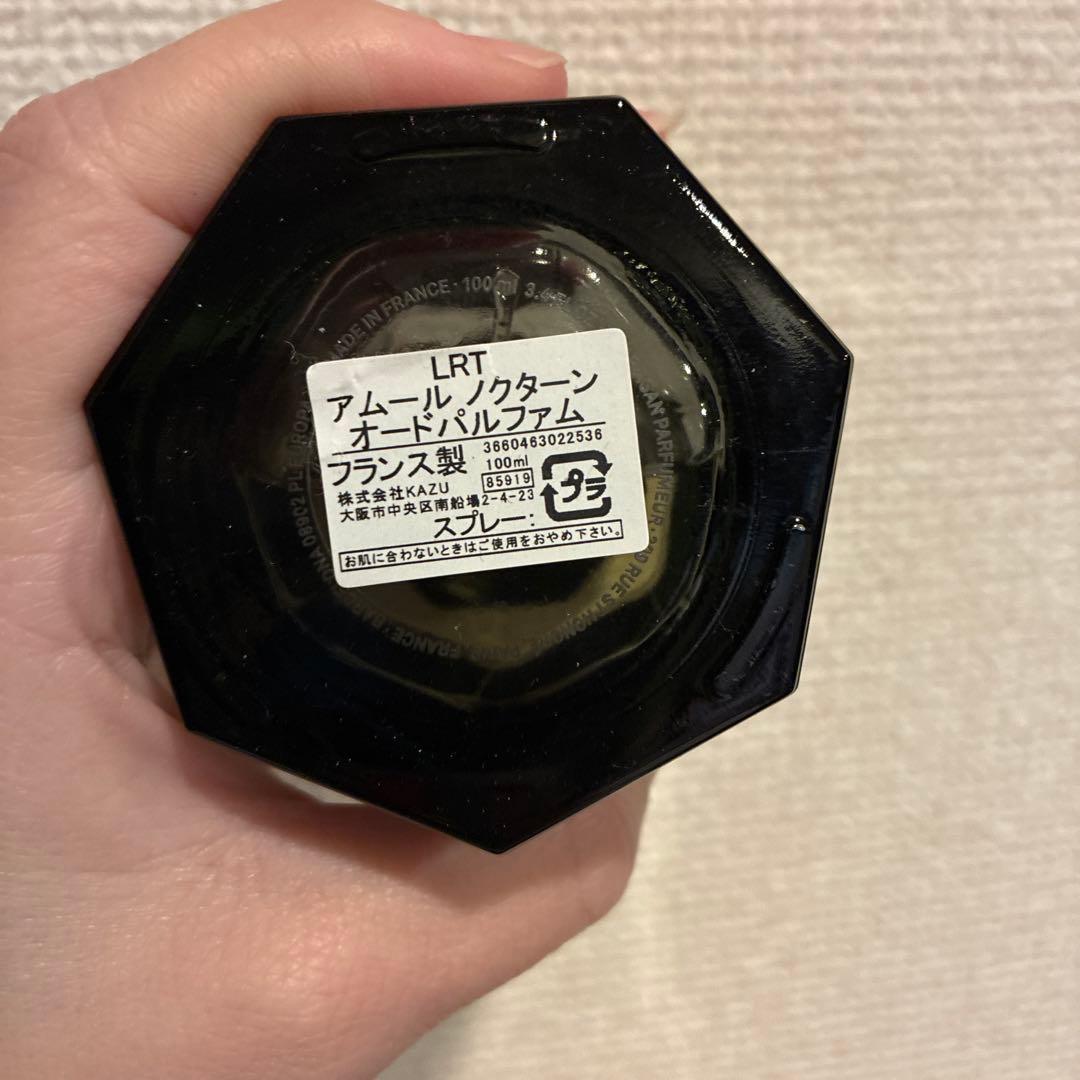 LRT
アムール ノクターン
オードパルファム
3660463022536
フランス製 100ml
株式会社KAZU 85919
大阪市中央区南船場2-4-23
プラ
スプレー:
お肌に合わないときはご使用をおやめ下さい。
MADE IN FRANCE · 100ml 3.
PARFUMEUR
RUE
FRANCE
08902